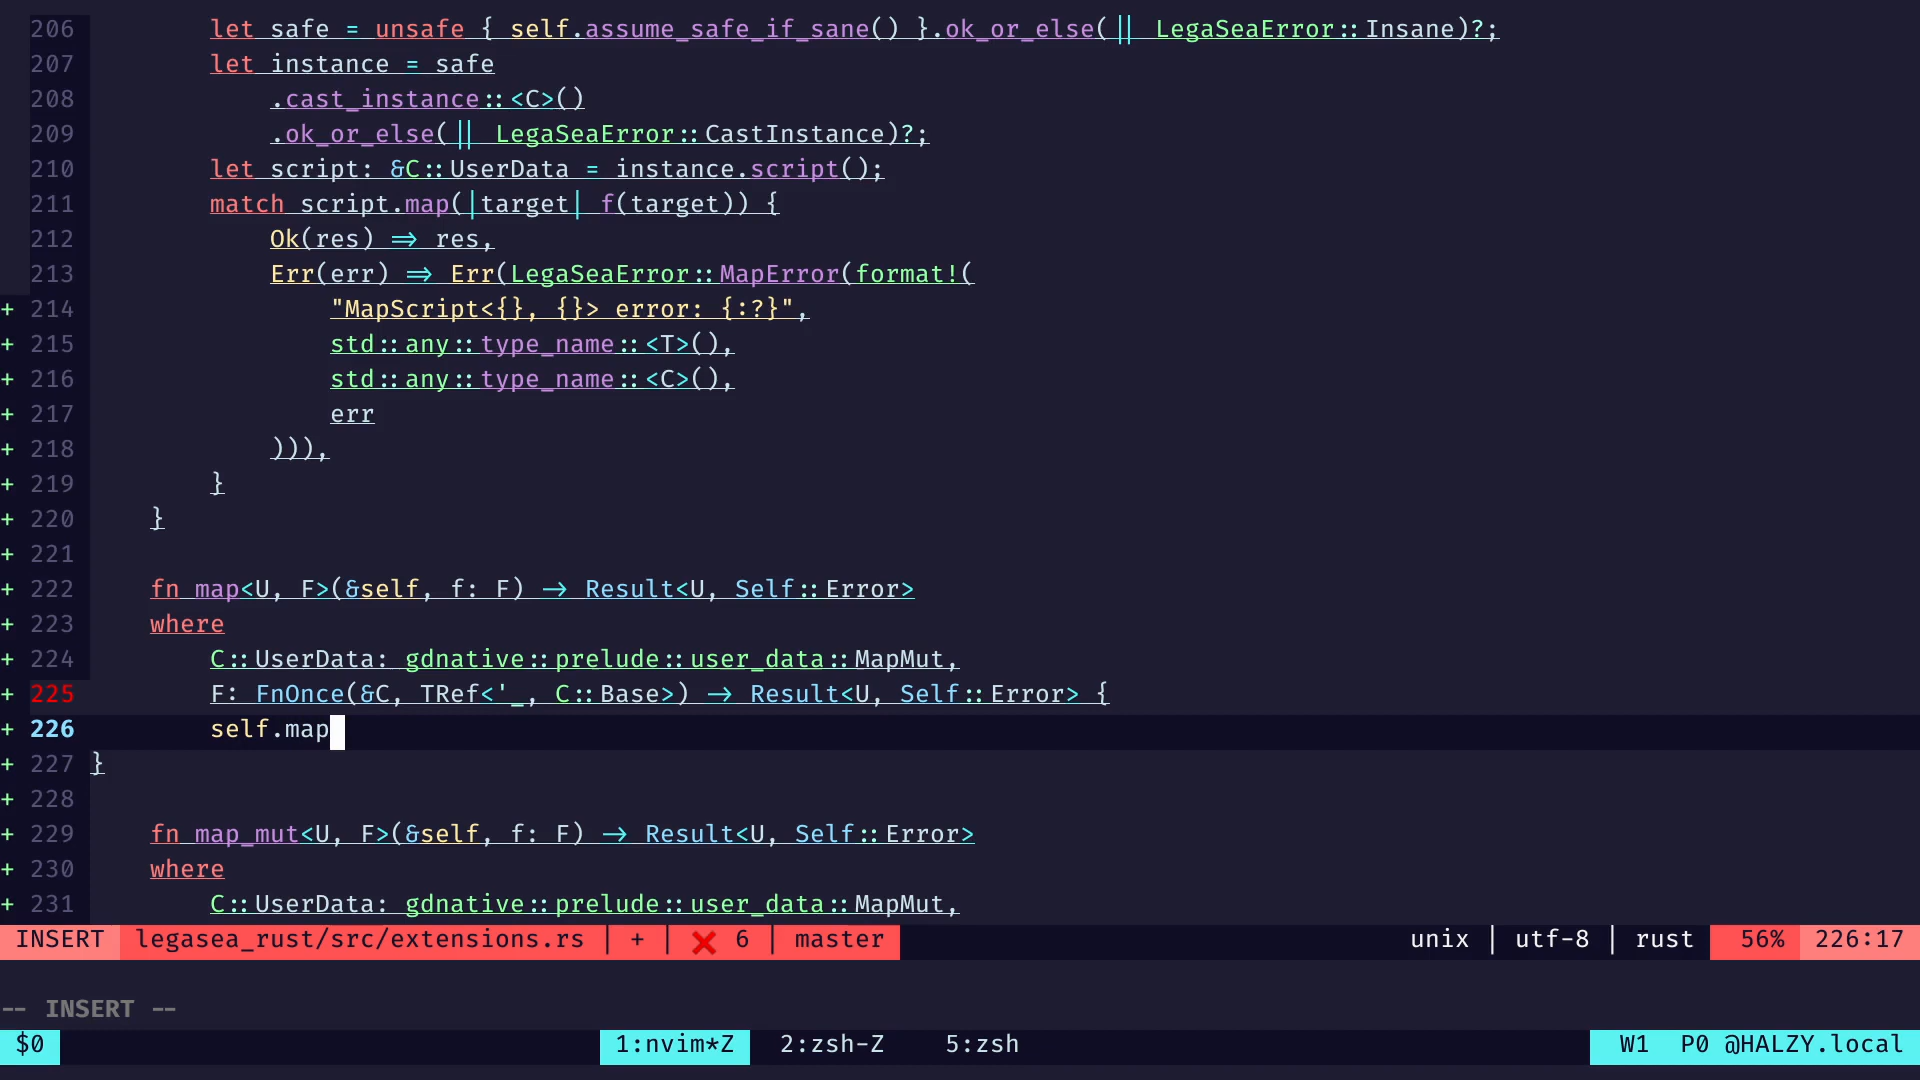 206         let safe = unsafe { self.assume_safe_if_sane() }.ok_or_else(|| LegaSeaError::Insane)?;
207         let instance = safe
208             .cast_instance::<C>()
209             .ok_or_else(|| LegaSeaError::CastInstance)?;
210         let script: &C::UserData = instance.script();
211         match script.map(|target| f(target)) {
212             Ok(res) => res,
213             Err(err) => Err(LegaSeaError::MapError(format!(
+ 214                 "MapScript<{}, {}> error: {:?}",
+ 215                 std::any::type_name::<T>(),
+ 216                 std::any::type_name::<C>(),
+ 217                 err
+ 218             ))),
+ 219         }
+ 220     }
+ 221
+ 222     fn map<U, F>(&self, f: F) -> Result<U, Self::Error>
+ 223     where
+ 224         C::UserData: gdnative::prelude::user_data::MapMut,
+ 225         F: FnOnce(&C, TRef<'_, C::Base>) -> Result<U, Self::Error> {
+ 226         self.map
+ 227 }
+ 228
+ 229     fn map_mut<U, F>(&self, f: F) -> Result<U, Self::Error>
+ 230     where
+ 231         C::UserData: gdnative::prelude::user_data::MapMut,
INSERT legasea_rust/src/extensions.rs | + | ❌ 6 | master unix | utf-8 | rust 56% 226:17
-- INSERT --
$0 1:nvim*Z 2:zsh-Z 5:zsh W1 P0 @HALZY.local